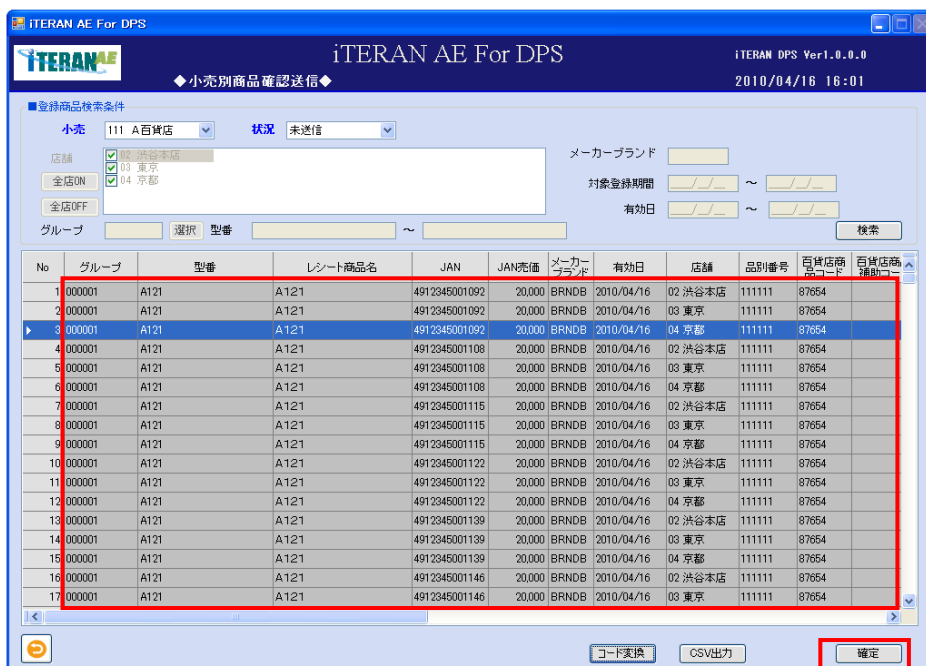 iTERAN AE For DPS
iTERAN AE
iTERAN AE For DPS
iTERAN DPS Ver1.0.0.0
◆小売別商品確認送信◆
2010/04/16 16:01
■登録商品検索条件
小売 111 A百貨店 状況 未送信
店舗 02 渋谷本店 メーカーブランド
03 東京
全店ON 04 京都 対象登録期間 __/__/__ ～ __/__/__
全店OFF 有効日 __/__/__ ～ __/__/__
グループ 選択 型番 ～ 検索
No グループ 型番 レシート商品名 JAN JAN売価 メーカーブランド 有効日 店舗 品別番号 百貨店商品コード 百貨店商補助コー
1 000001 A121 A121 4912345001092 20,000 BRNDB 2010/04/16 02 渋谷本店 111111 87654
2 000001 A121 A121 4912345001092 20,000 BRNDB 2010/04/16 03 東京 111111 87654
3 000001 A121 A121 4912345001092 20,000 BRNDB 2010/04/16 04 京都 111111 87654
4 000001 A121 A121 4912345001108 20,000 BRNDB 2010/04/16 02 渋谷本店 111111 87654
5 000001 A121 A121 4912345001108 20,000 BRNDB 2010/04/16 03 東京 111111 87654
6 000001 A121 A121 4912345001108 20,000 BRNDB 2010/04/16 04 京都 111111 87654
7 000001 A121 A121 4912345001115 20,000 BRNDB 2010/04/16 02 渋谷本店 111111 87654
8 000001 A121 A121 4912345001115 20,000 BRNDB 2010/04/16 03 東京 111111 87654
9 000001 A121 A121 4912345001115 20,000 BRNDB 2010/04/16 04 京都 111111 87654
10 000001 A121 A121 4912345001122 20,000 BRNDB 2010/04/16 02 渋谷本店 111111 87654
11 000001 A121 A121 4912345001122 20,000 BRNDB 2010/04/16 03 東京 111111 87654
12 000001 A121 A121 4912345001122 20,000 BRNDB 2010/04/16 04 京都 111111 87654
13 000001 A121 A121 4912345001139 20,000 BRNDB 2010/04/16 02 渋谷本店 111111 87654
14 000001 A121 A121 4912345001139 20,000 BRNDB 2010/04/16 03 東京 111111 87654
15 000001 A121 A121 4912345001139 20,000 BRNDB 2010/04/16 04 京都 111111 87654
16 000001 A121 A121 4912345001146 20,000 BRNDB 2010/04/16 02 渋谷本店 111111 87654
17 000001 A121 A121 4912345001146 20,000 BRNDB 2010/04/16 03 東京 111111 87654
コード変換 CSV出力 確定